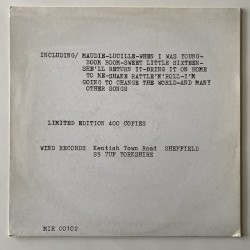 INCLUDING/ MAUDIE-LUCILLE-WHEN I WAS YOUNG-
BOOM BOOM-SWEET LITTLE SIXTEEN-
SHE'LL RETURN IT-BRING IT ON HOME
TO ME-SHAKE RATTLE'N'ROLL-I'M
GOING TO CHANGE THE WORLD-AND MANY
OTHER SONGS
LIMITED EDITION 400 COPIES
WIND RECORDS Kentish Town Road SHEFFIELD
S5 7UP YORKSHIRE
MIR 00102